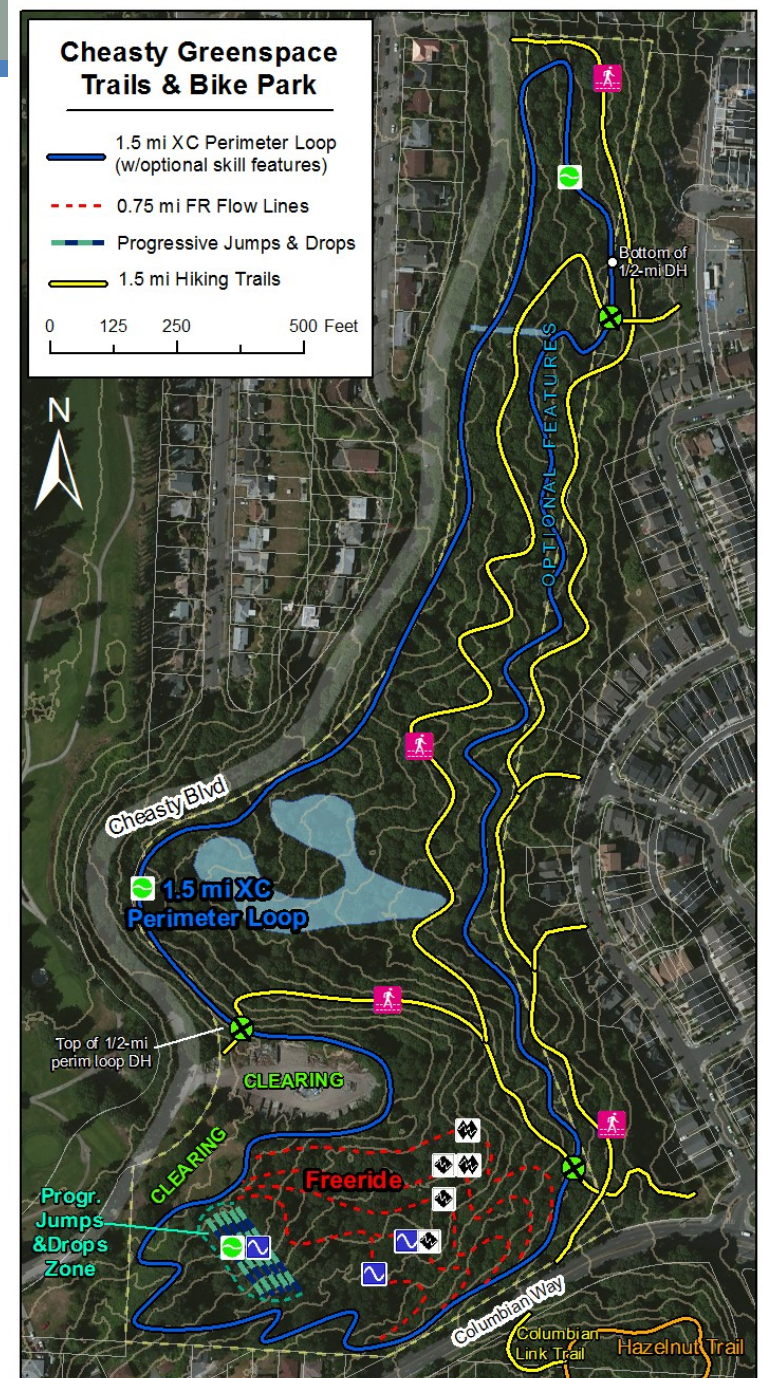 Cheasty Greenspace
Trails & Bike Park
1.5 mi XC Perimeter Loop
(w/optional skill features)
0.75 mi FR Flow Lines
Progressive Jumps & Drops
1.5 mi Hiking Trails
0 125 250 500 Feet
N
Bottom of
1/2-mi DH
OPTIONAL FEATURES
Cheasty Blvd
1.5 mi XC
Perimeter Loop
Top of 1/2-mi
perim loop DH
CLEARING
CLEARING
Freeride
Progr.
Jumps
&Drops
Zone
Columbian Way
Columbian
Link Trail
Hazelnut Trail